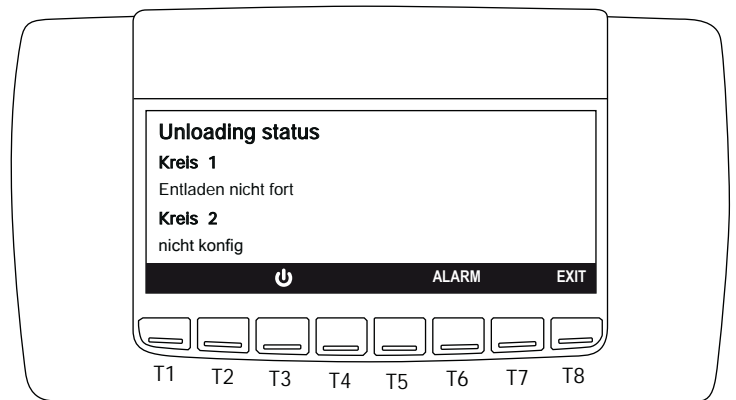 Unloading status
Kreis 1
Entladen nicht fort
Kreis 2
nicht konfig
ALARM EXIT
T1 T2 T3 T4 T5 T6 T7 T8